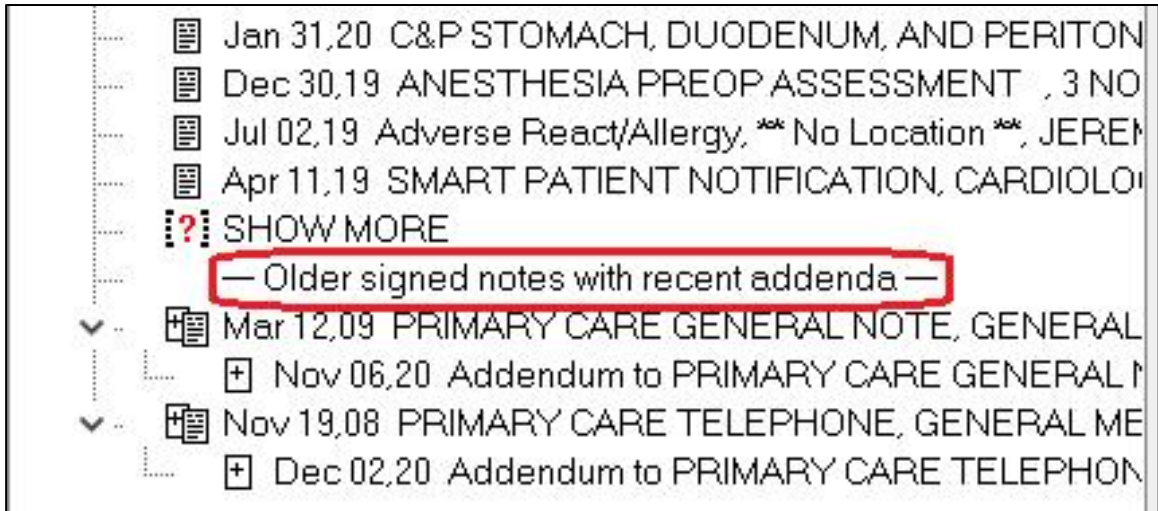 Jan 31,20 C&P STOMACH, DUODENUM, AND PERITON
Dec 30,19 ANESTHESIA PREOP ASSESSMENT , 3 NO
Jul 02,19 Adverse React/Allergy, ** No Location **, JEREM
Apr 11,19 SMART PATIENT NOTIFICATION, CARDIOLO
[?] SHOW MORE
— Older signed notes with recent addenda —
Mar 12,09 PRIMARY CARE GENERAL NOTE, GENERAL
Nov 06,20 Addendum to PRIMARY CARE GENERAL
Nov 19,08 PRIMARY CARE TELEPHONE, GENERAL ME
Dec 02,20 Addendum to PRIMARY CARE TELEPHON